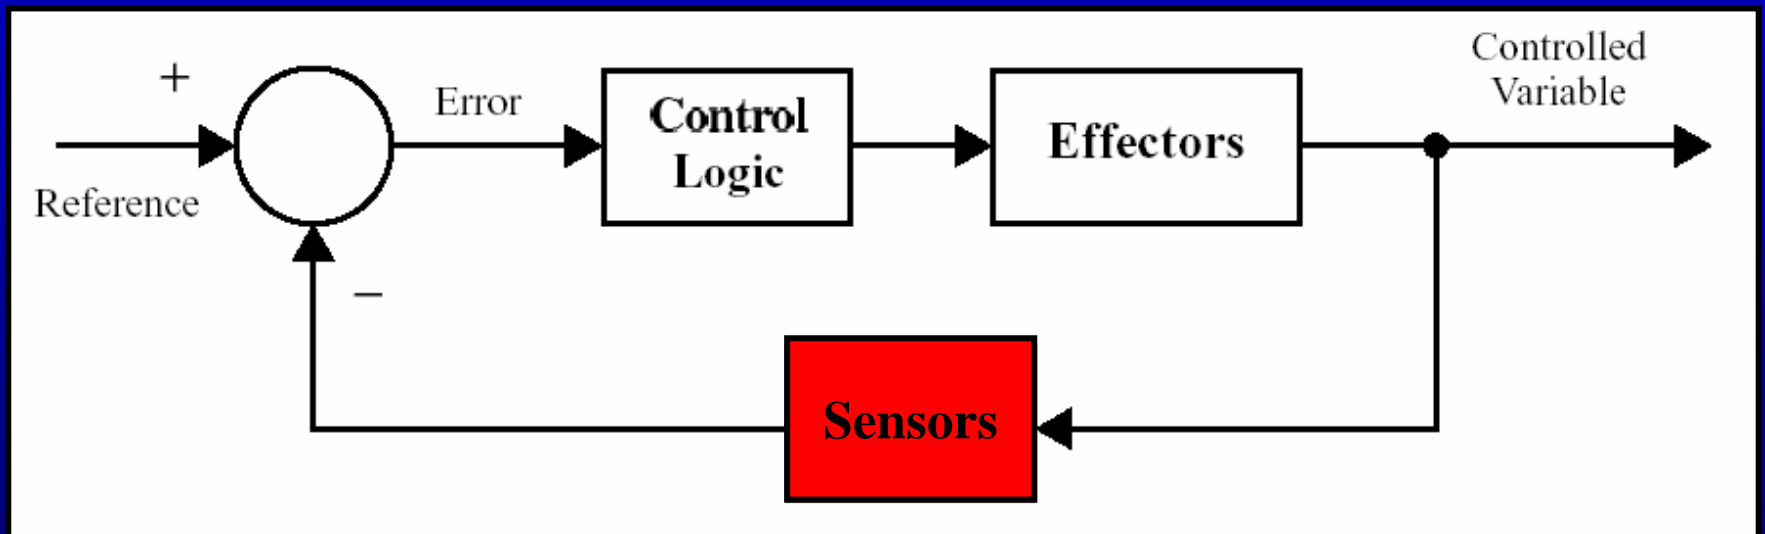 +
Reference
Error
Control
Logic
Effectors
Controlled
Variable
–
Sensors